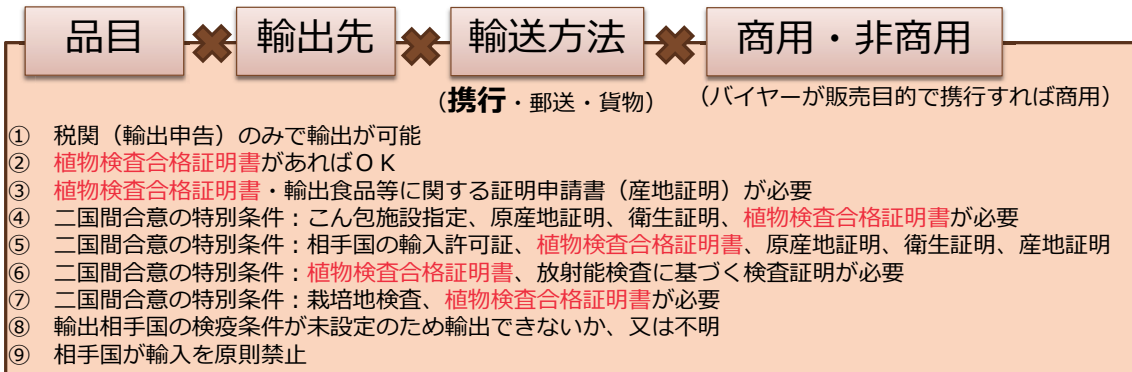 品目 × 輸出先 × 輸送方法 × 商用・非商用
（携行・郵送・貨物） （バイヤーが販売目的で携行すれば商用）
① 税関（輸出申告）のみで輸出が可能
② 植物検査合格証明書があればＯＫ
③ 植物検査合格証明書・輸出食品等に関する証明申請書（産地証明）が必要
④ 二国間合意の特別条件：こん包施設指定、原産地証明、衛生証明、植物検査合格証明書が必要
⑤ 二国間合意の特別条件：相手国の輸入許可証、植物検査合格証明書、原産地証明、衛生証明、産地証明
⑥ 二国間合意の特別条件：植物検査合格証明書、放射能検査に基づく検査証明が必要
⑦ 二国間合意の特別条件：栽培地検査、植物検査合格証明書が必要
⑧ 輸出相手国の検疫条件が未設定のため輸出できないか、又は不明
⑨ 相手国が輸入を原則禁止